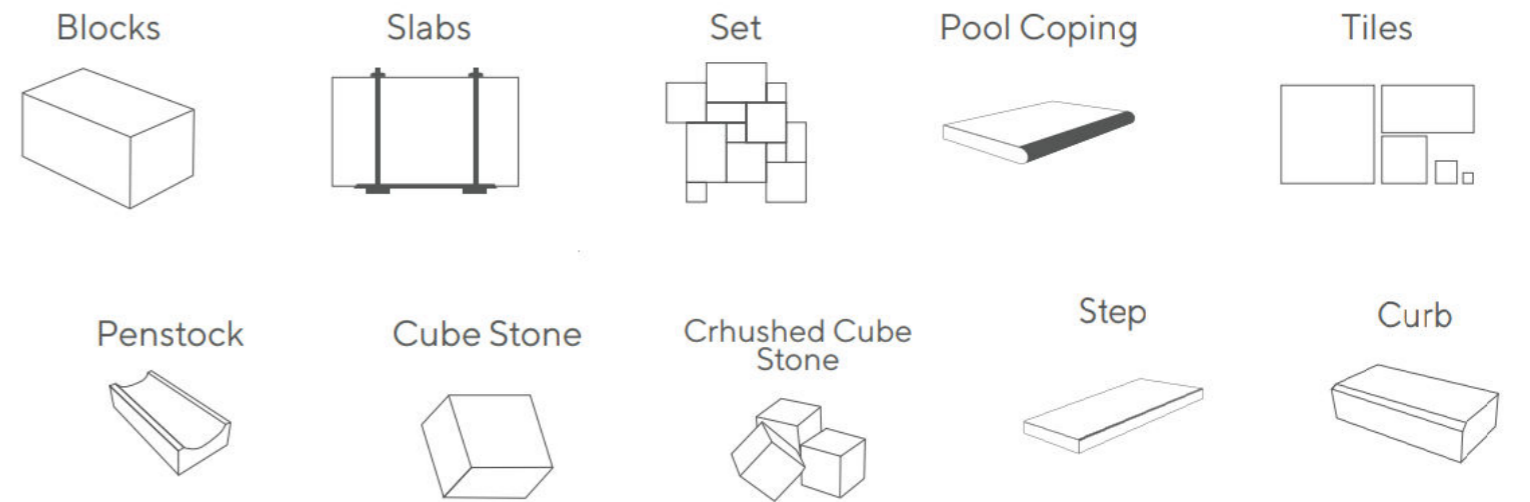 Blocks
Slabs
Set
Pool Coping
Tiles
Penstock
Cube Stone
Crhushed Cube
Stone
Step
Curb